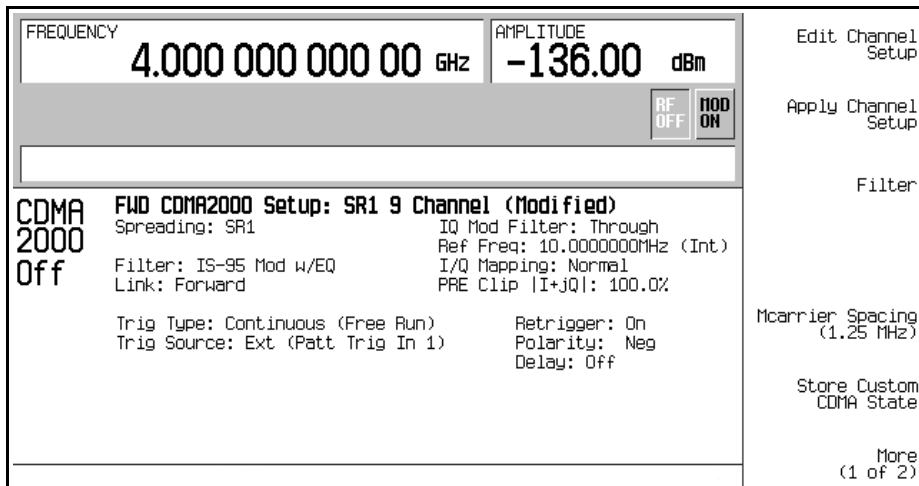 FREQUENCY
4.000 000 000 00 GHz
AMPLITUDE
-136.00 dBm
RF OFF
MOD ON
CDMA
2000
Off
FWD CDMA2000 Setup: SR1 9 Channel (Modified)
Spreading: SR1
IQ Mod Filter: Through
Ref Freq: 10.0000000MHz (Int)
Filter: IS-95 Mod w/EQ
I/Q Mapping: Normal
Link: Forward
PRE Clip |I+jQ|: 100.0%
Trig Type: Continuous (Free Run)
Retrigger: On
Trig Source: Ext (Patt Trig In 1)
Polarity: Neg
Delay: Off
Edit Channel
Setup
Apply Channel
Setup
Filter
Mcarrier Spacing
(1.25 MHz)
Store Custom
CDMA State
More
(1 of 2)